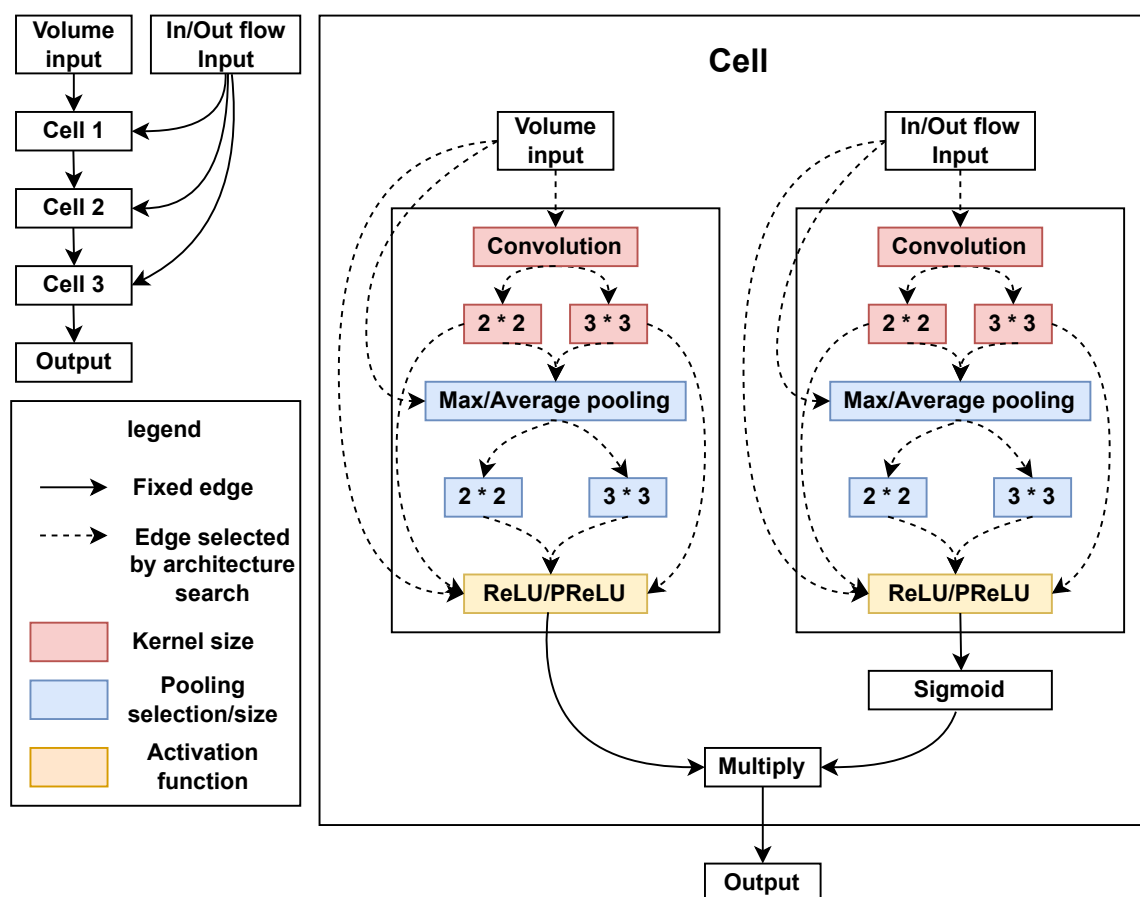 Volume
input
In/Out flow
Input
Cell 1
Cell 2
Cell 3
Output
legend
Fixed edge
Edge selected
by architecture
search
Kernel size
Pooling
selection/size
Activation
function
Cell
Volume
input
In/Out flow
Input
Convolution
2 * 2
3 * 3
Max/Average pooling
2 * 2
3 * 3
ReLU/PReLU
Convolution
2 * 2
3 * 3
Max/Average pooling
2 * 2
3 * 3
ReLU/PReLU
Sigmoid
Multiply
Output